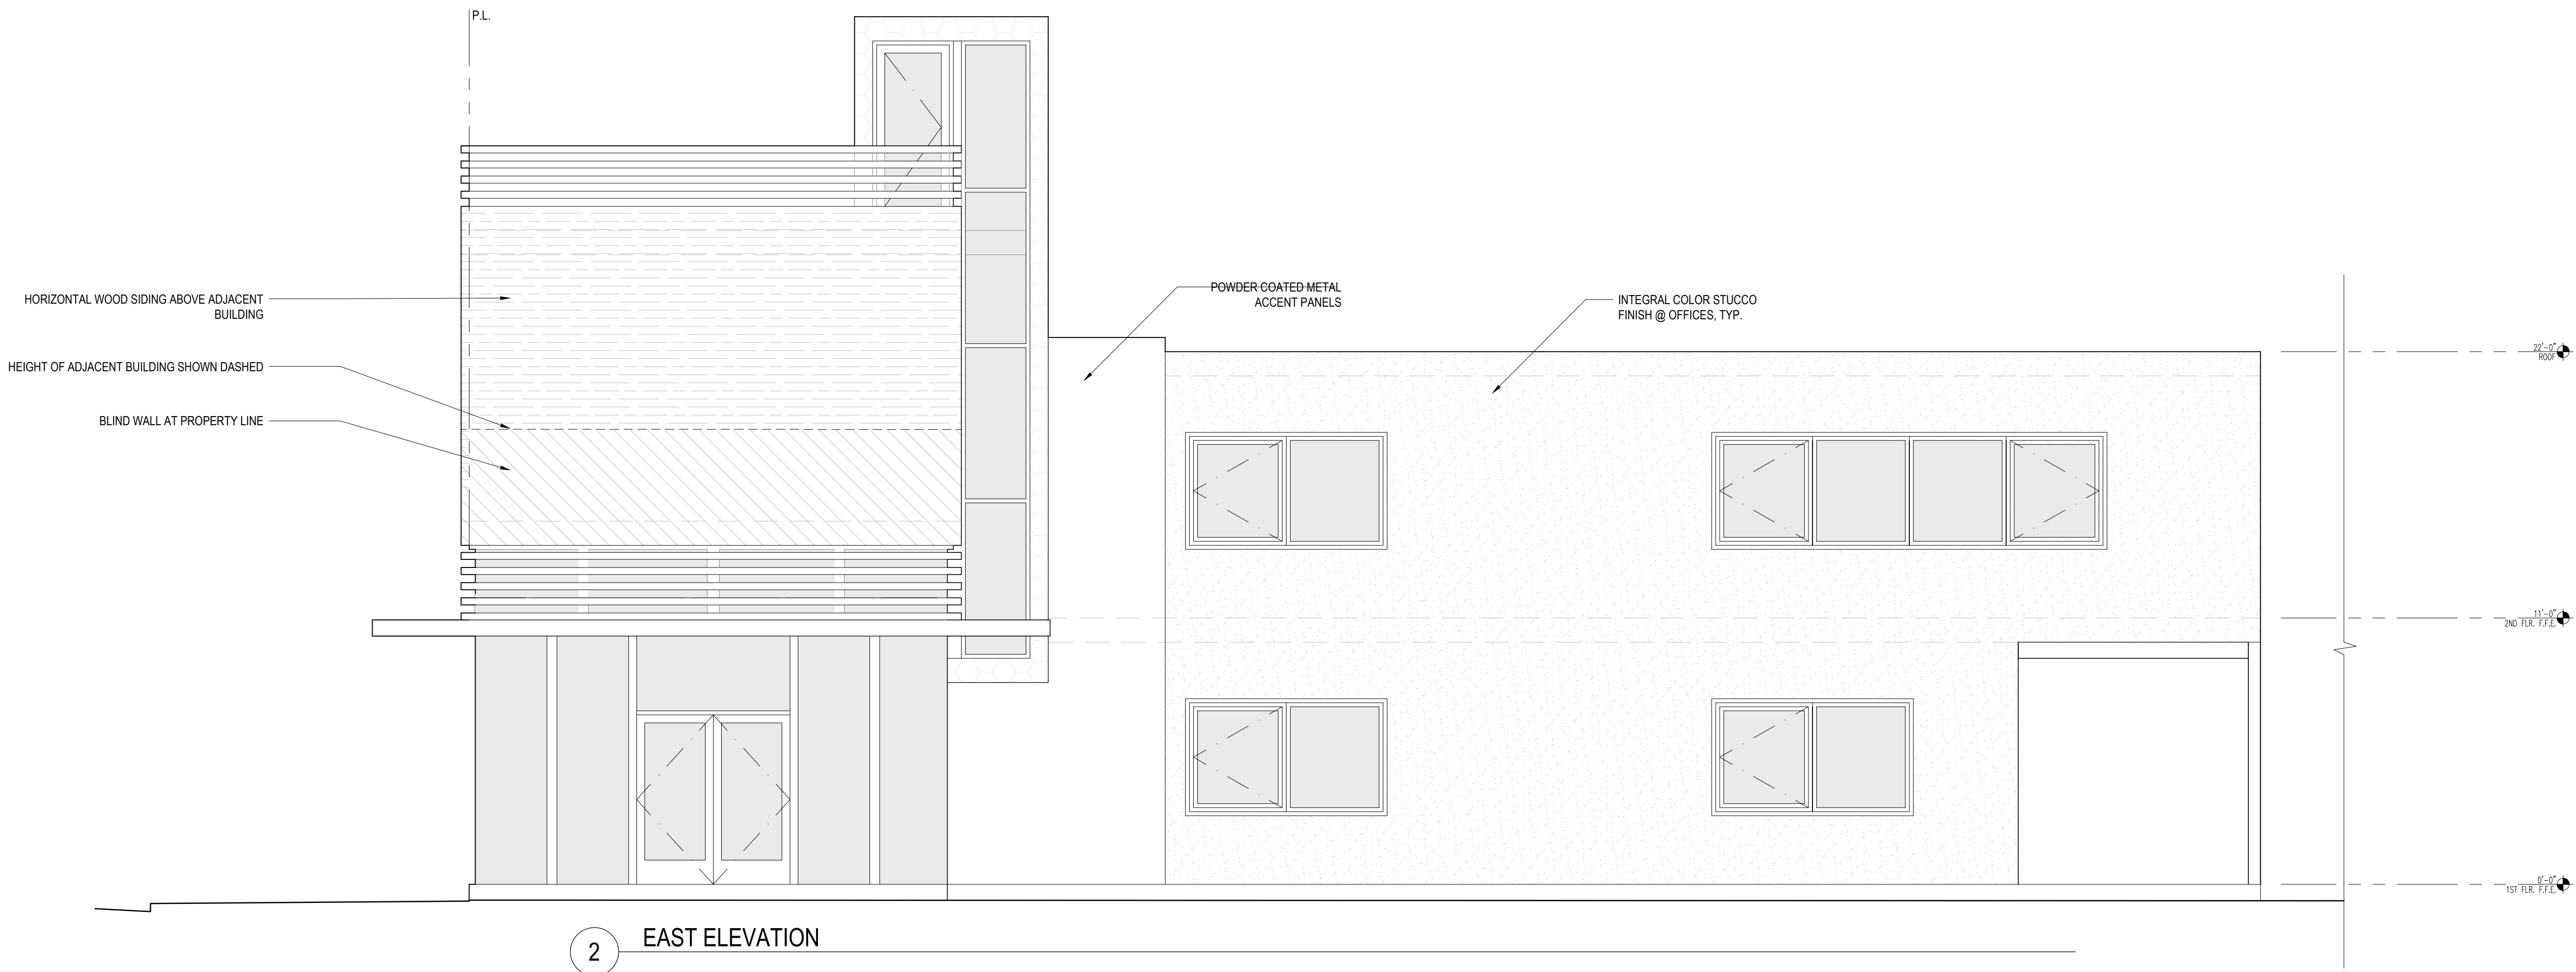 P.L.
HORIZONTAL WOOD SIDING ABOVE ADJACENT
BUILDING
HEIGHT OF ADJACENT BUILDING SHOWN DASHED
BLIND WALL AT PROPERTY LINE
POWDER COATED METAL
ACCENT PANELS
INTEGRAL COLOR STUCCO
FINISH @ OFFICES, TYP.
22'-0"
ROOF
11'-0"
2ND FLR. F.F.E.
0'-0"
1ST FLR. F.F.E.
2
EAST ELEVATION